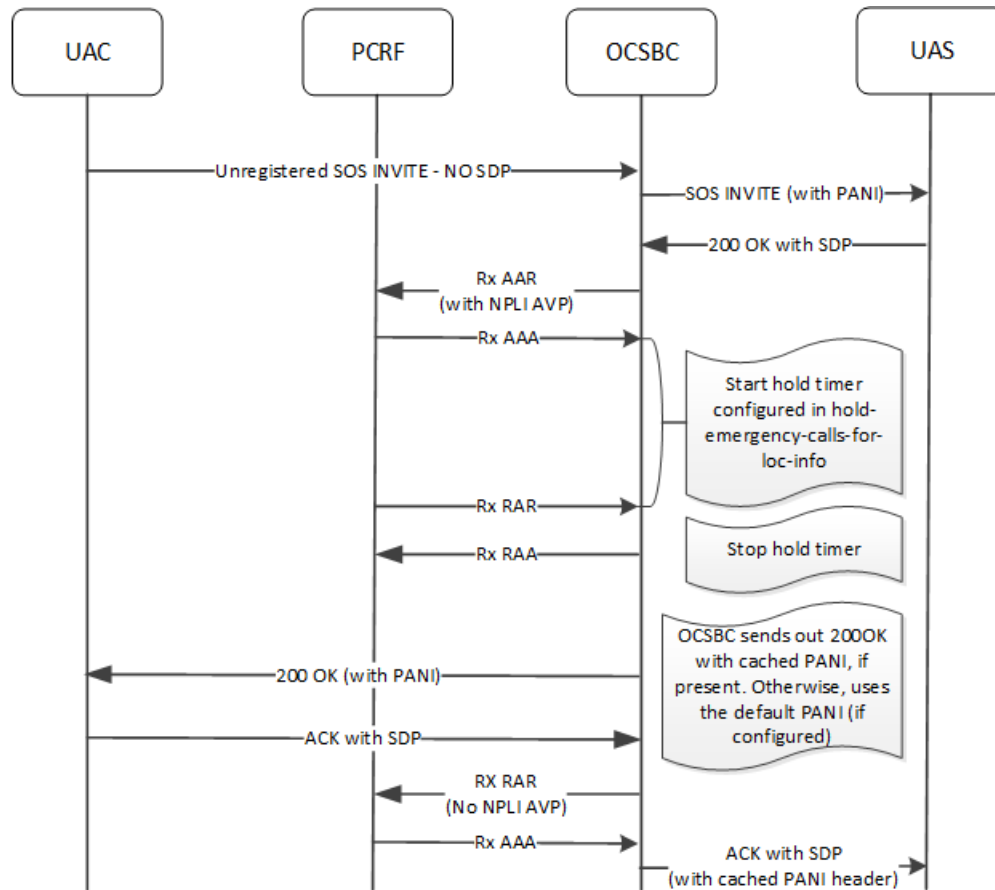 UAC
PCRF
OCSBC
UAS
Unregistered SOS INVITE - NO SDP
SOS INVITE (with PANI)
200 OK with SDP
Rx AAR
(with NPLI AVP)
Rx AAA
Start hold timer
configured in hold-
emergency-calls-for-
loc-info
Rx RAR
Rx RAA
Stop hold timer
OCSBC sends out 200OK
with cached PANI, if
present. Otherwise, uses
the default PANI (if
configured)
200 OK (with PANI)
ACK with SDP
RX RAR
(No NPLI AVP)
Rx AAA
ACK with SDP
(with cached PANI header)